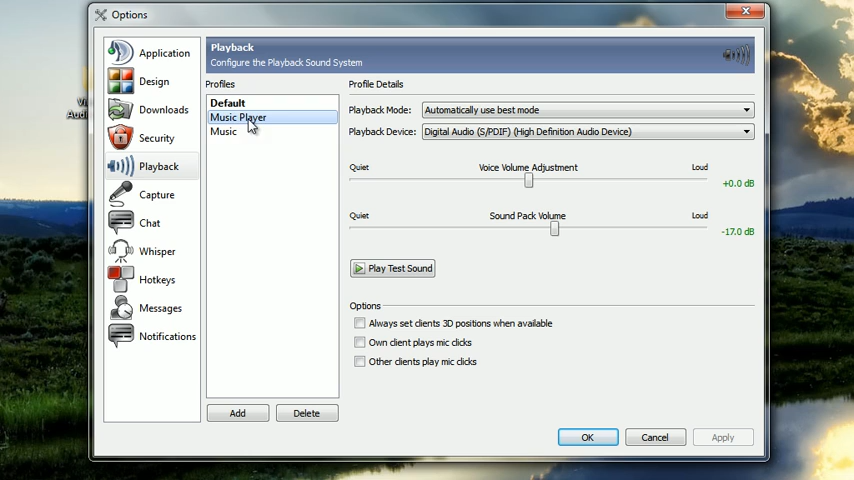 Options
Vi
Audi
Application
Design
Downloads
Security
Playback
Capture
Chat
Whisper
Hotkeys
Messages
Notifications
Playback
Configure the Playback Sound System
Profiles
Default
Music Player
Music
Add
Delete
Profile Details
Playback Mode: Automatically use best mode
Playback Device: Digital Audio (S/PDIF) (High Definition Audio Device)
Quiet Voice Volume Adjustment Loud
+0.0 dB
Quiet Sound Pack Volume Loud
-17.0 dB
Play Test Sound
Options
Always set clients 3D positions when available
Own client plays mic clicks
Other clients play mic clicks
OK
Cancel
Apply